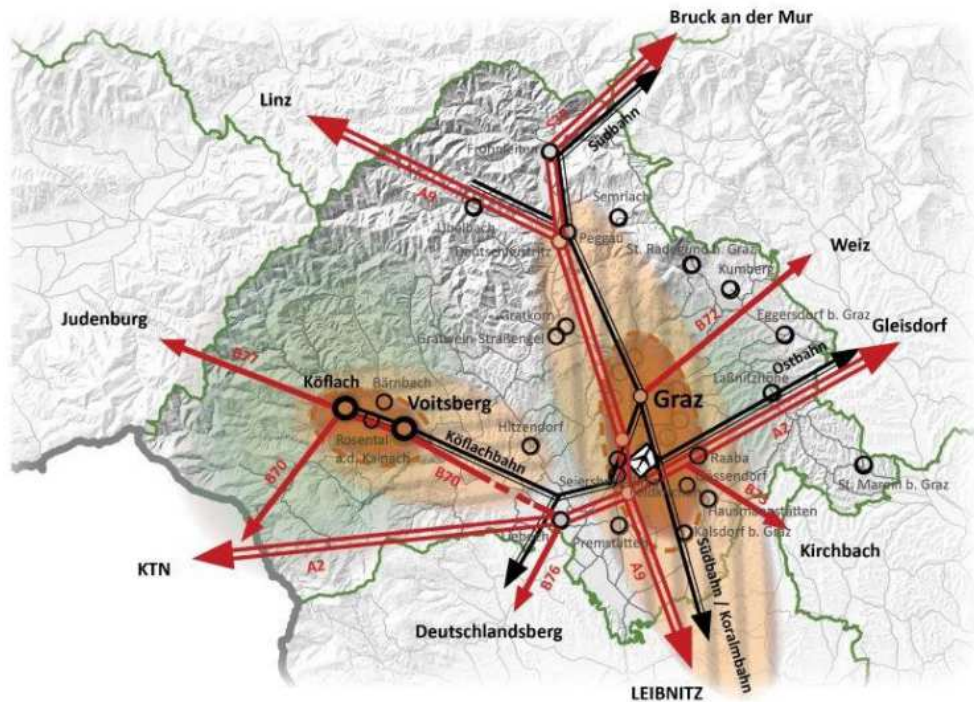 Bruck an der Mur
Linz
S35
Südbahn
Frohnleiten
A9
Semriach
Übelbach
Deutschfeistritz
Peggau
St. Radegund b. Graz
Kumberg
Weiz
B72
Eggersdorf b. Graz
Gratkorn
Gratwein-Straßengel
Gleisdorf
Judenburg
B77
Ostbahn
Laßnitzhöhe
Köflach
Bärnbach
Voitsberg
Graz
A2
Rosental
a.d. Kainach
Köflachbahn
Hitzendorf
B70
B70
Raaba
Gössendorf
St. Marein b. Graz
B73
Hausmannstätten
Lieboch
Premstätten
Kalsdorf b. Graz
Kirchbach
KTN
A2
B76
A9
Südbahn / Koralmbahn
Deutschlandsberg
LEIBNITZ